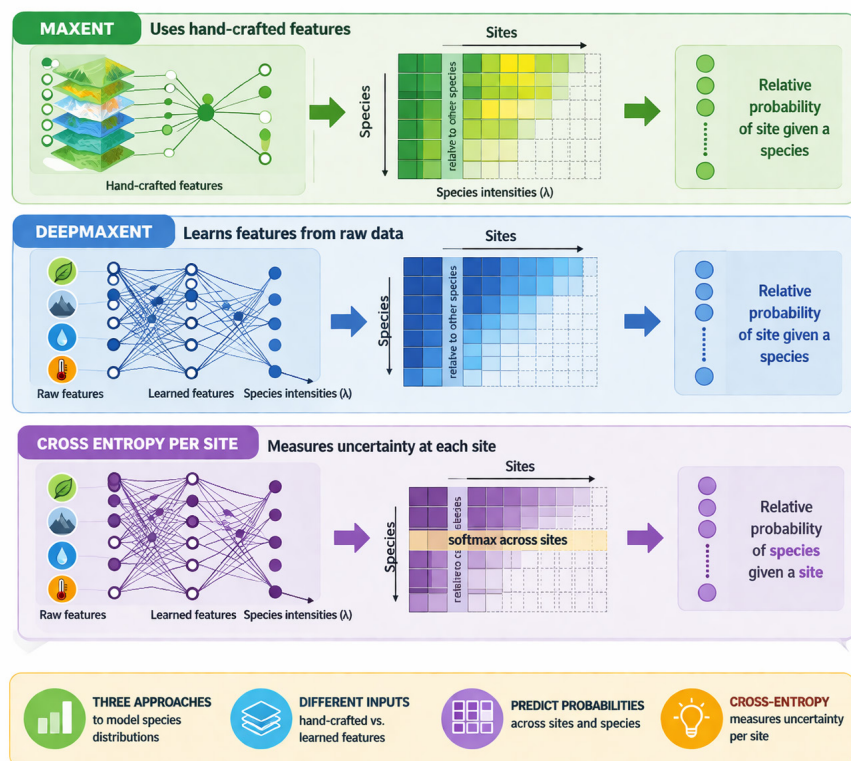 MAXENT
Uses hand-crafted features
Sites
Species
relative to other species
Hand-crafted features
Species intensities (λ)
Relative
probability
of site given a
species
DEEPMAXENT
Learns features from raw data
Sites
Species
relalve to other species
Raw features
Learned features
Species intensities (λ)
Relative
probability
of site given a
species
CROSS ENTROPY PER SITE
Measures uncertainty at each site
Sites
Species
softmax across sites
Raw features
Learned features
Species intensities (λ)
Relative
probability
of species
given a site
THREE APPROACHES
to model species
distributions
DIFFERENT INPUTS
hand-crafted vs.
learned features
PREDICT PROBABILITIES
across sites and species
CROSS-ENTROPY
measures uncertainty
per site